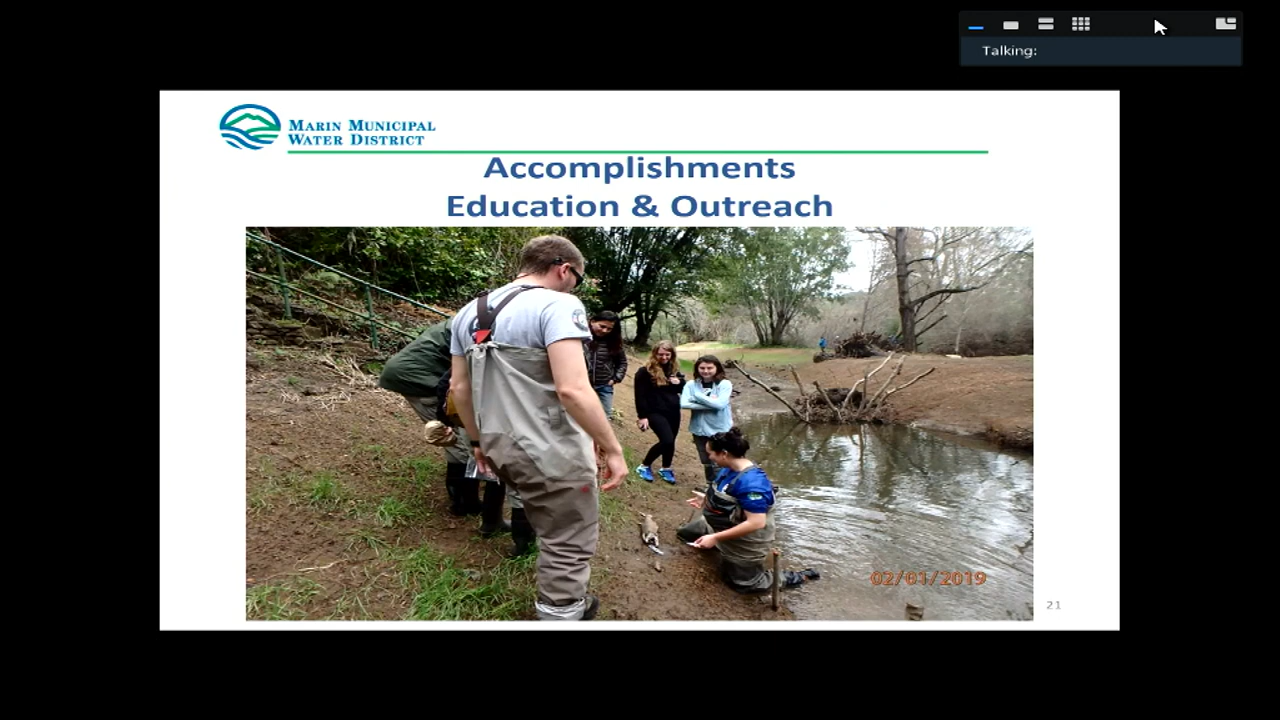 Talking:
MARIN MUNICIPAL
WATER DISTRICT
Accomplishments
Education & Outreach
02/01/2019
21